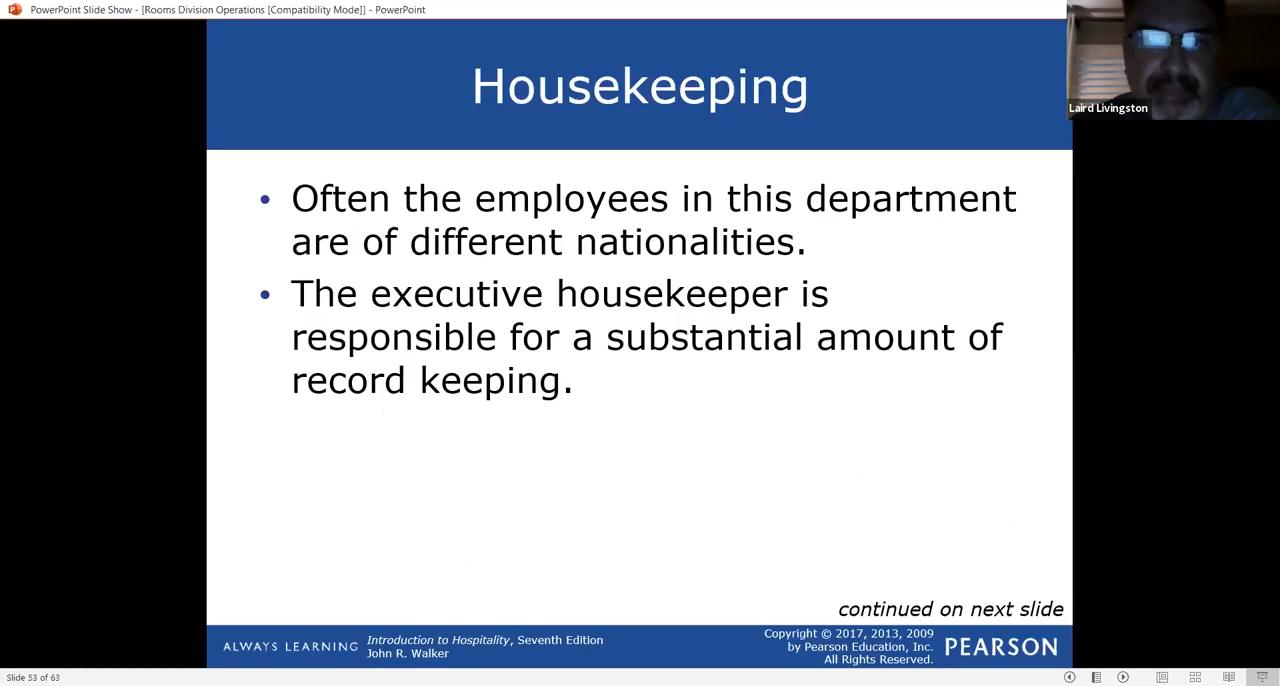 PowerPoint Slide Show - [Rooms Division Operations [Compatibility Mode]] - PowerPoint
Laird Livingston
Housekeeping
• Often the employees in this department
are of different nationalities.
• The executive housekeeper is
responsible for a substantial amount of
record keeping.
continued on next slide
ALWAYS LEARNING
Introduction to Hospitality, Seventh Edition
John R. Walker
Copyright © 2017, 2013, 2009
by Pearson Education, Inc.
All Rights Reserved.
PEARSON
Slide 53 of 63